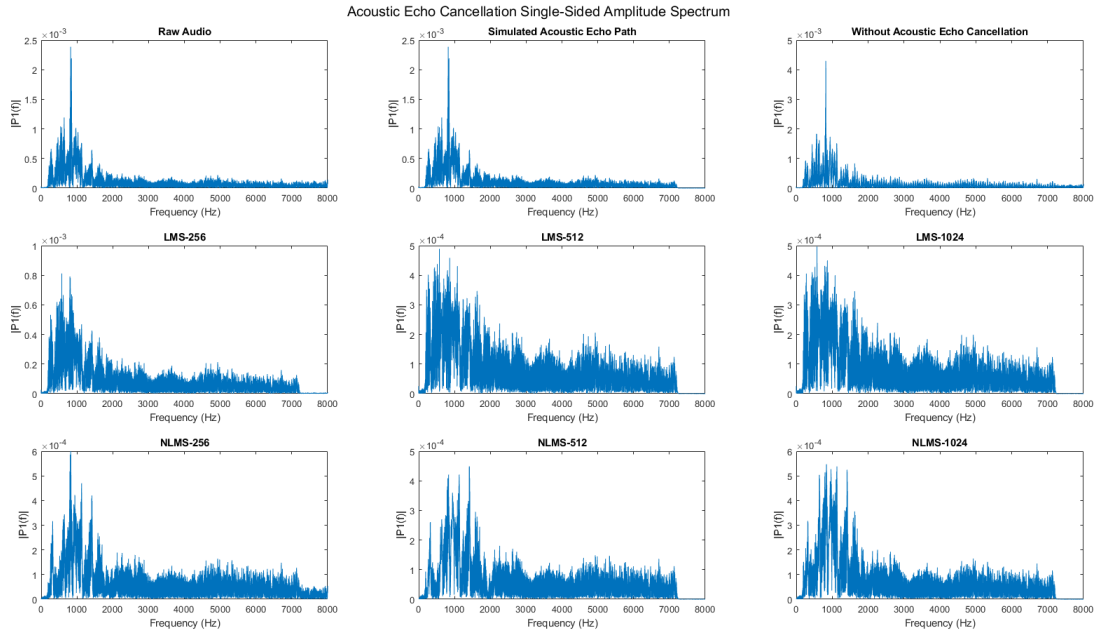 Acoustic Echo Cancellation Single-Sided Amplitude Spectrum
Raw Audio
×10-3
2.5
2
1.5
1
0.5
0
|P1(f)|
0 1000 2000 3000 4000 5000 6000 7000 8000
Frequency (Hz)
Simulated Acoustic Echo Path
×10-3
2.5
2
1.5
1
0.5
0
|P1(f)|
0 1000 2000 3000 4000 5000 6000 7000 8000
Frequency (Hz)
Without Acoustic Echo Cancellation
×10-3
5
4
3
2
1
0
|P1(f)|
0 1000 2000 3000 4000 5000 6000 7000 8000
Frequency (Hz)
LMS-256
×10-3
1
0.8
0.6
0.4
0.2
0
|P1(f)|
0 1000 2000 3000 4000 5000 6000 7000 8000
Frequency (Hz)
LMS-512
×10-4
5
4
3
2
1
0
|P1(f)|
0 1000 2000 3000 4000 5000 6000 7000 8000
Frequency (Hz)
LMS-1024
×10-4
5
4
3
2
1
0
|P1(f)|
0 1000 2000 3000 4000 5000 6000 7000 8000
Frequency (Hz)
NLMS-256
×10-4
6
5
4
3
2
1
0
|P1(f)|
0 1000 2000 3000 4000 5000 6000 7000 8000
Frequency (Hz)
NLMS-512
×10-4
5
4
3
2
1
0
|P1(f)|
0 1000 2000 3000 4000 5000 6000 7000 8000
Frequency (Hz)
NLMS-1024
×10-4
6
5
4
3
2
1
0
|P1(f)|
0 1000 2000 3000 4000 5000 6000 7000 8000
Frequency (Hz)